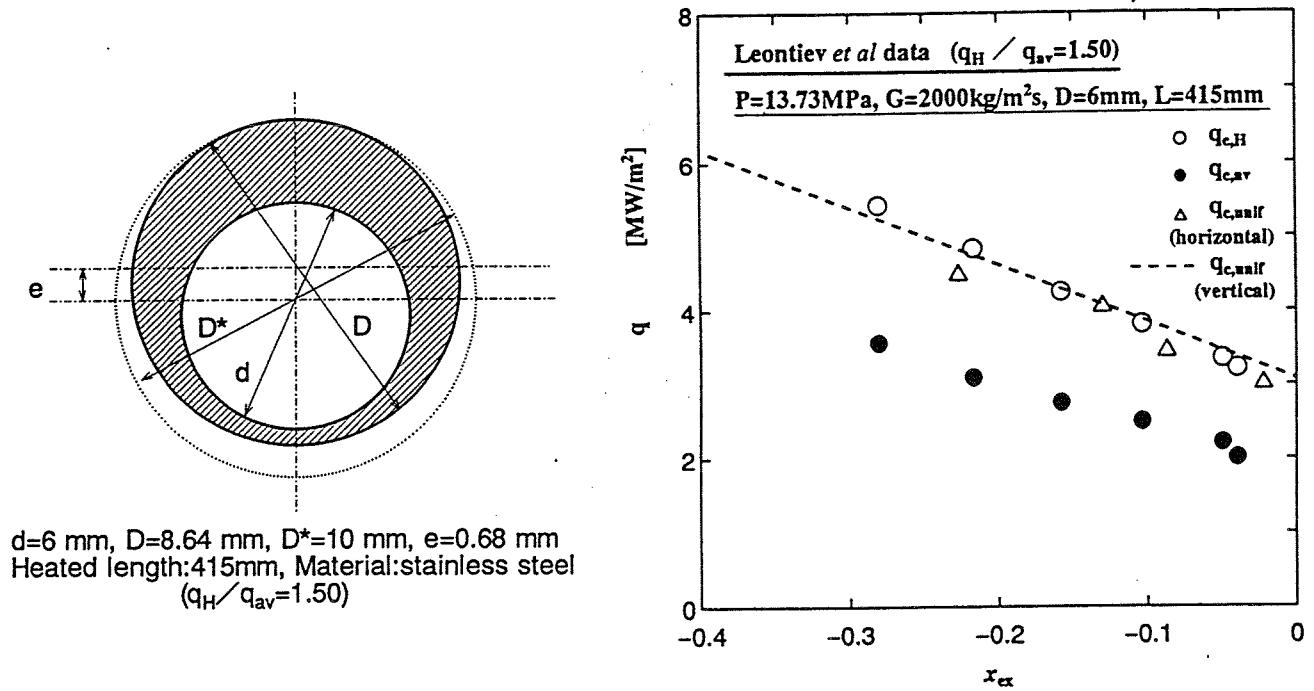 e
D*
D
d
d=6 mm, D=8.64 mm, D*=10 mm, e=0.68 mm
Heated length:415mm, Material:stainless steel
(qH/qav=1.50)
Leontiev et al data (qH / qav=1.50)
P=13.73MPa, G=2000kg/m²s, D=6mm, L=415mm
qc,H
qc,av
qc,unif
(horizontal)
qc,unif
(vertical)
q [MW/m²]
8
6
4
2
0
-0.4
-0.3
-0.2
-0.1
0
xex